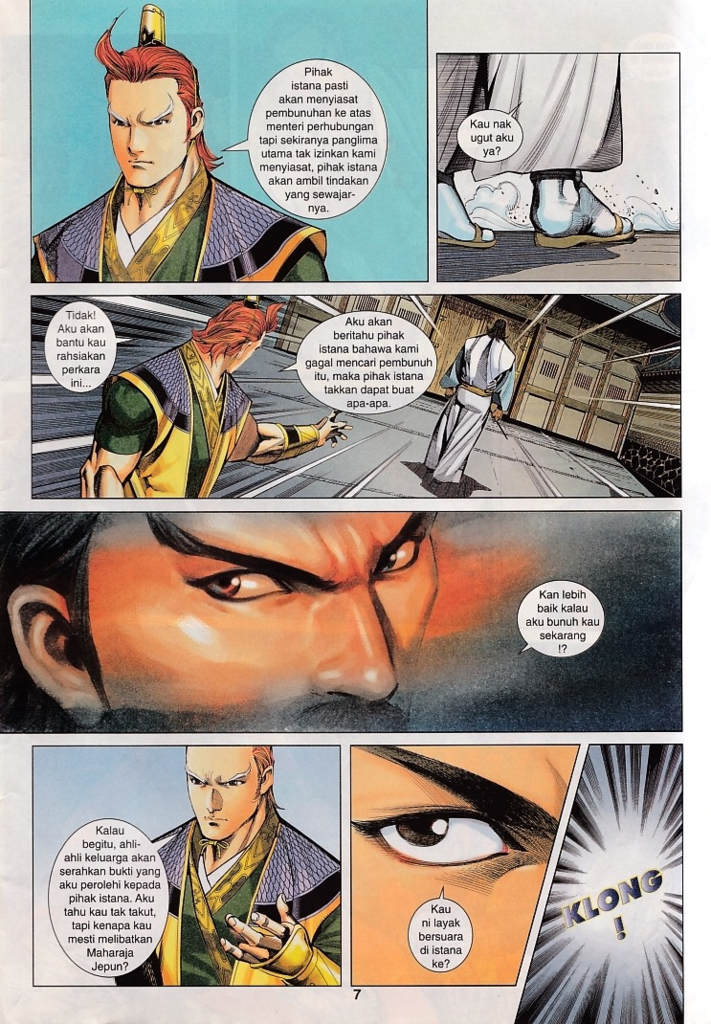 Pihak
istana pasti
akan menyiasat
pembunuhan ke atas
menteri perhubungan
tapi sekiranya panglima
utama tak izinkan kami
menyiasat, pihak istana
akan ambil tindakan
yang sewajar-
nya.
Kau nak
ugut aku
ya?
Tidak!
Aku akan
bantu kau
rahsiakan
perkara
ini...
Aku akan
beritahu pihak
istana bahawa kami
gagal mencari pembunuh
itu, maka pihak istana
takkan dapat buat
apa-apa.
Kan lebih
baik kalau
aku bunuh kau
sekarang
!?
Kalau
begitu, ahli-
ahli keluarga akan
serahkan bukti yang
aku perolehi kepada
pihak istana. Aku
tahu kau tak takut,
tapi kenapa kau
mesti melibatkan
Maharaja
Jepun?
Kau
ni layak
bersuara
di istana
ke?
KLONG
!
7